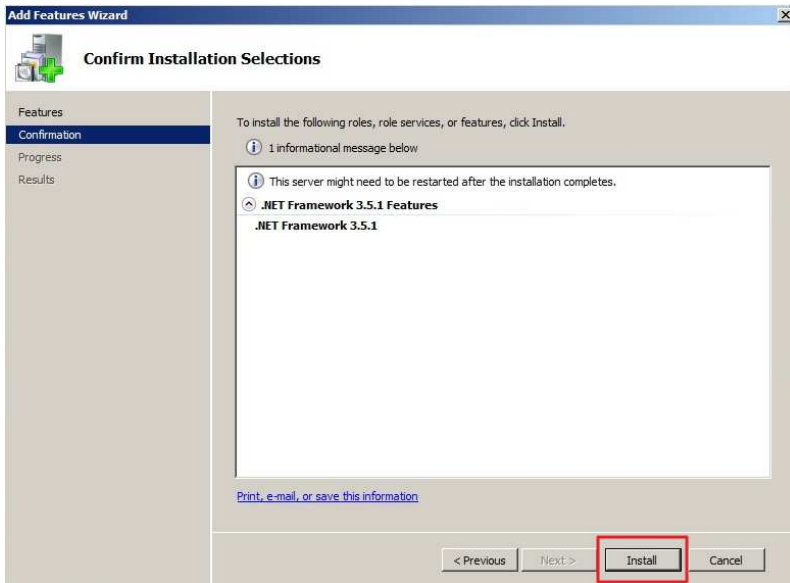 Add Features Wizard
Confirm Installation Selections
Features
Confirmation
Progress
Results
To install the following roles, role services, or features, click Install.
1 informational message below
This server might need to be restarted after the installation completes.
.NET Framework 3.5.1 Features
.NET Framework 3.5.1
Print, e-mail, or save this information
< Previous
Next >
Install
Cancel